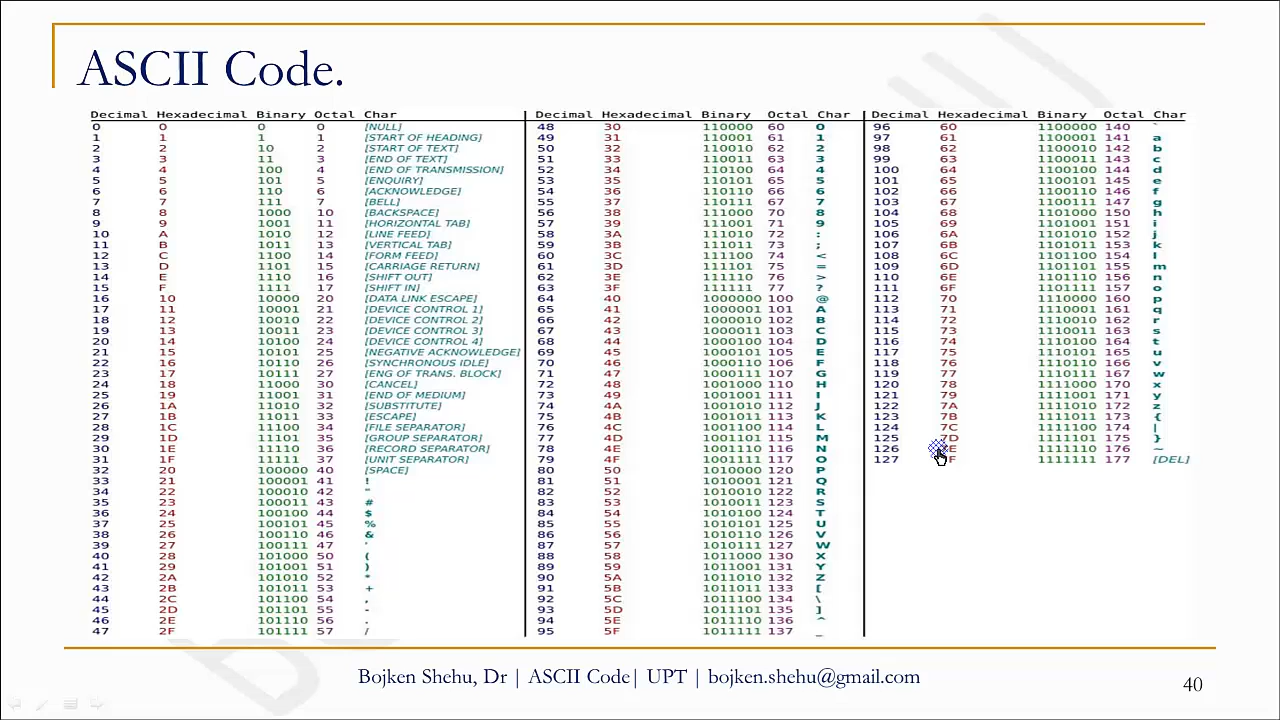 ASCII Code.
Decimal Hexadecimal Binary Octal Char
0 0 0 0 [NULL]
1 1 1 1 [START OF HEADING]
2 2 10 2 [START OF TEXT]
3 3 11 3 [END OF TEXT]
4 4 100 4 [END OF TRANSMISSION]
5 5 101 5 [ENQUIRY]
6 6 110 6 [ACKNOWLEDGE]
7 7 111 7 [BELL]
8 8 1000 10 [BACKSPACE]
9 9 1001 11 [HORIZONTAL TAB]
10 A 1010 12 [LINE FEED]
11 B 1011 13 [VERTICAL TAB]
12 C 1100 14 [FORM FEED]
13 D 1101 15 [CARRIAGE RETURN]
14 E 1110 16 [SHIFT OUT]
15 F 1111 17 [SHIFT IN]
16 10 10000 20 [DATA LINK ESCAPE]
17 11 10001 21 [DEVICE CONTROL 1]
18 12 10010 22 [DEVICE CONTROL 2]
19 13 10011 23 [DEVICE CONTROL 3]
20 14 10100 24 [DEVICE CONTROL 4]
21 15 10101 25 [NEGATIVE ACKNOWLEDGE]
22 16 10110 26 [SYNCHRONOUS IDLE]
23 17 10111 27 [ENG OF TRANS. BLOCK]
24 18 11000 30 [CANCEL]
25 19 11001 31 [END OF MEDIUM]
26 1A 11010 32 [SUBSTITUTE]
27 1B 11011 33 [ESCAPE]
28 1C 11100 34 [FILE SEPARATOR]
29 1D 11101 35 [GROUP SEPARATOR]
30 1E 11110 36 [RECORD SEPARATOR]
31 1F 11111 37 [UNIT SEPARATOR]
32 20 100000 40 [SPACE]
33 21 100001 41 !
34 22 100010 42 "
35 23 100011 43 #
36 24 100100 44 $
37 25 100101 45 %
38 26 100110 46 &
39 27 100111 47 '
40 28 101000 50 (
41 29 101001 51 )
42 2A 101010 52 *
43 2B 101011 53 +
44 2C 101100 54 ,
45 2D 101101 55 -
46 2E 101110 56 .
47 2F 101111 57 /
Decimal Hexadecimal Binary Octal Char
48 30 110000 60 0
49 31 110001 61 1
50 32 110010 62 2
51 33 110011 63 3
52 34 110100 64 4
53 35 110101 65 5
54 36 110110 66 6
55 37 110111 67 7
56 38 111000 70 8
57 39 111001 71 9
58 3A 111010 72 :
59 3B 111011 73 ;
60 3C 111100 74 <
61 3D 111101 75 =
62 3E 111110 76 >
63 3F 111111 77 ?
64 40 1000000 100 @
65 41 1000001 101 A
66 42 1000010 102 B
67 43 1000011 103 C
68 44 1000100 104 D
69 45 1000101 105 E
70 46 1000110 106 F
71 47 1000111 107 G
72 48 1001000 110 H
73 49 1001001 111 I
74 4A 1001010 112 J
75 4B 1001011 113 K
76 4C 1001100 114 L
77 4D 1001101 115 M
78 4E 1001110 116 N
79 4F 1001111 117 O
80 50 1010000 120 P
81 51 1010001 121 Q
82 52 1010010 122 R
83 53 1010011 123 S
84 54 1010100 124 T
85 55 1010101 125 U
86 56 1010110 126 V
87 57 1010111 127 W
88 58 1011000 130 X
89 59 1011001 131 Y
90 5A 1011010 132 Z
91 5B 1011011 133 [
92 5C 1011100 134 \
93 5D 1011101 135 ]
94 5E 1011110 136 ^
95 5F 1011111 137 _
Decimal Hexadecimal Binary Octal Char
96 60 1100000 140 `
97 61 1100001 141 a
98 62 1100010 142 b
99 63 1100011 143 c
100 64 1100100 144 d
101 65 1100101 145 e
102 66 1100110 146 f
103 67 1100111 147 g
104 68 1101000 150 h
105 69 1101001 151 i
106 6A 1101010 152 j
107 6B 1101011 153 k
108 6C 1101100 154 l
109 6D 1101101 155 m
110 6E 1101110 156 n
111 6F 1101111 157 o
112 70 1110000 160 p
113 71 1110001 161 q
114 72 1110010 162 r
115 73 1110011 163 s
116 74 1110100 164 t
117 75 1110101 165 u
118 76 1110110 166 v
119 77 1110111 167 w
120 78 1111000 170 x
121 79 1111001 171 y
122 7A 1111010 172 z
123 7B 1111011 173 {
124 7C 1111100 174 |
125 1111101 175 }
126 1111110 176 ~
127 1111111 177 [DEL]
Bojken Shehu, Dr | ASCII Code| UPT | bojken.shehu@gmail.com
40